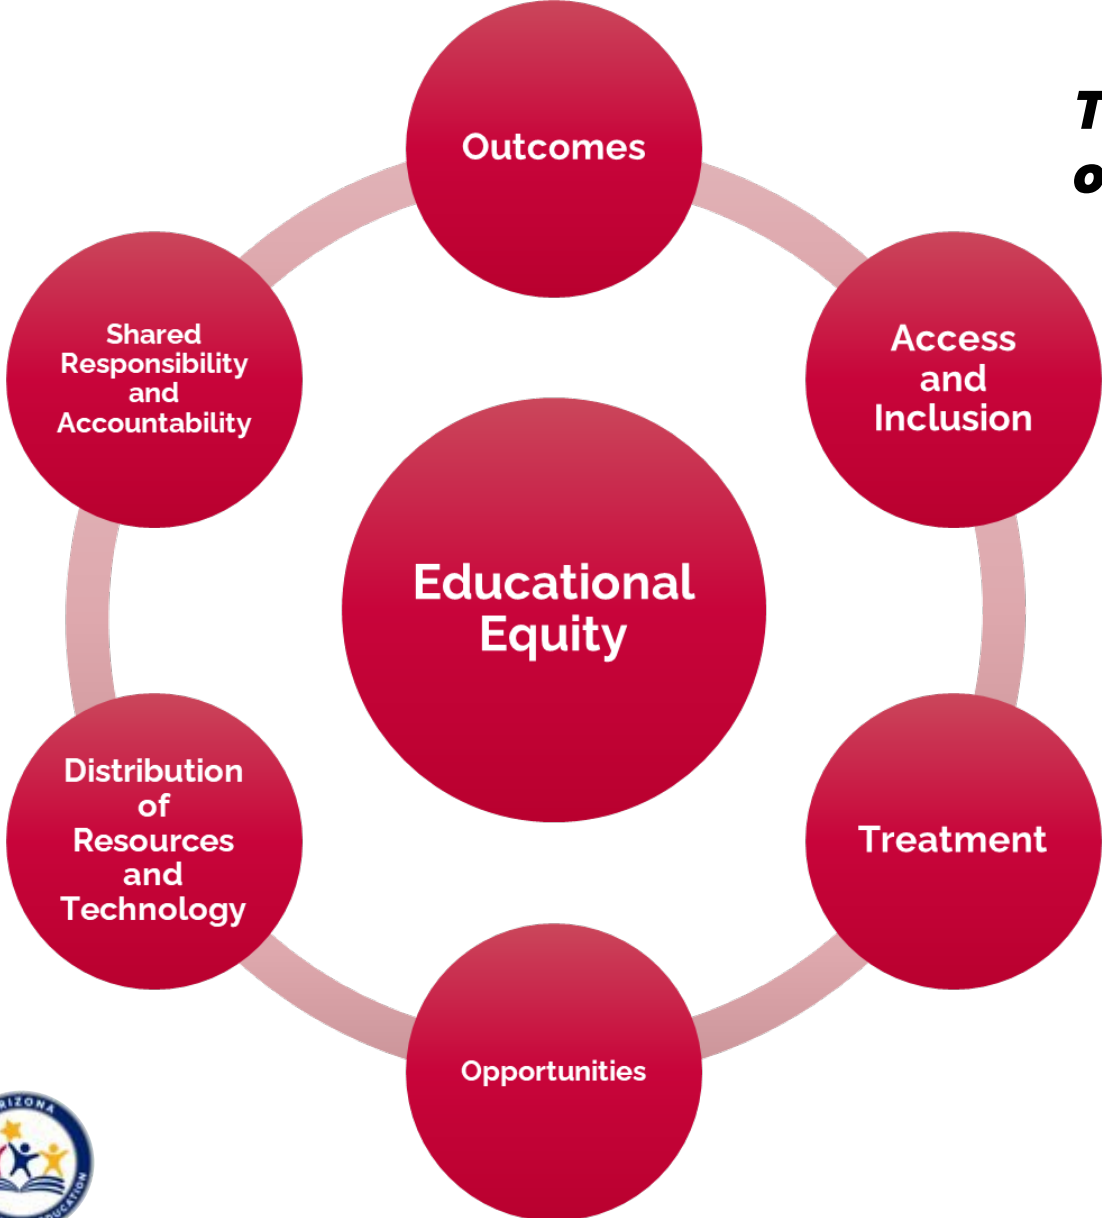 Outcomes
Access
and
Inclusion
Treatment
Opportunities
Distribution
of
Resources
and
Technology
Shared
Responsibility
and
Accountability
Educational
Equity